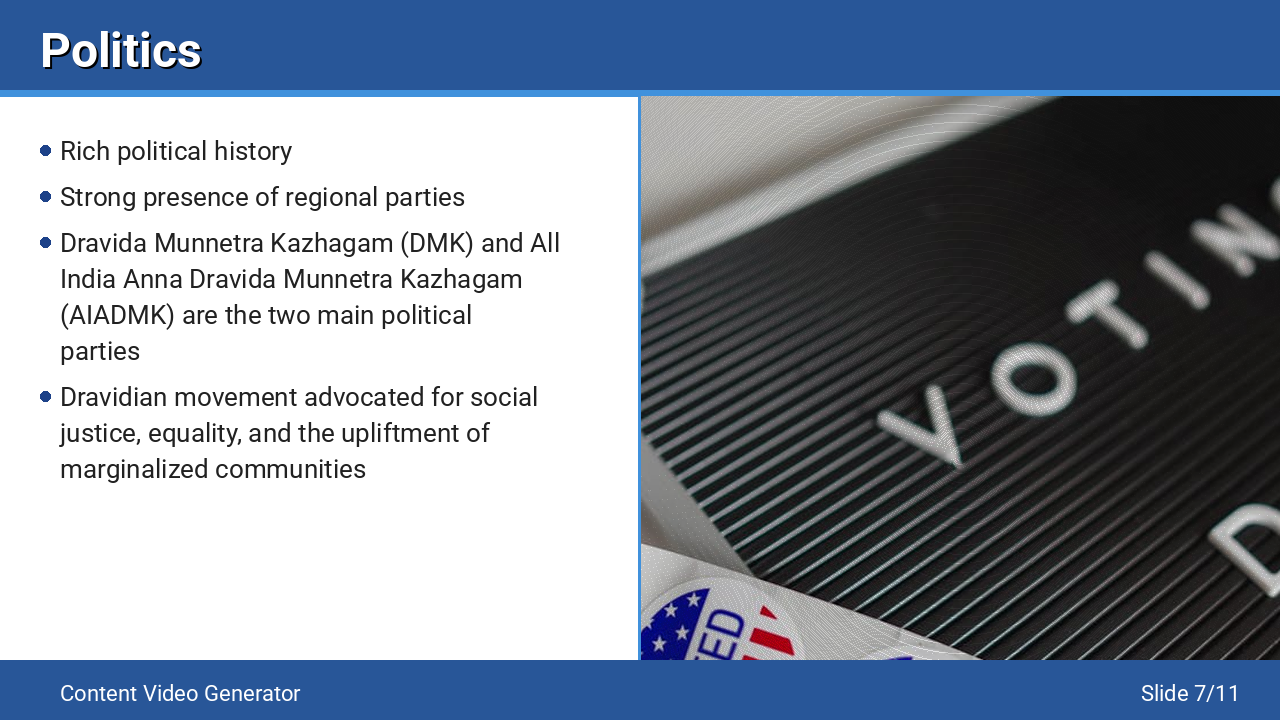 Politics
Rich political history
Strong presence of regional parties
Dravida Munnetra Kazhagam (DMK) and All
India Anna Dravida Munnetra Kazhagam
(AIADMK) are the two main political
parties
Dravidian movement advocated for social
justice, equality, and the upliftment of
marginalized communities
VOTIN
D
ED
Content Video Generator
Slide 7/11